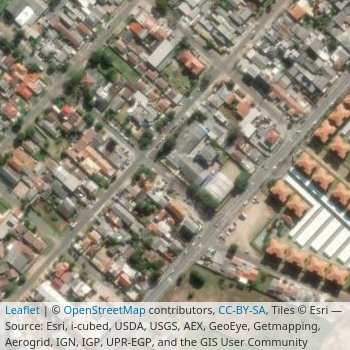 Leaflet | © OpenStreetMap contributors, CC-BY-SA, Tiles © Esri —
Source: Esri, i-cubed, USDA, USGS, AEX, GeoEye, Getmapping,
Aerogrid, IGN, IGP, UPR-EGP, and the GIS User Community